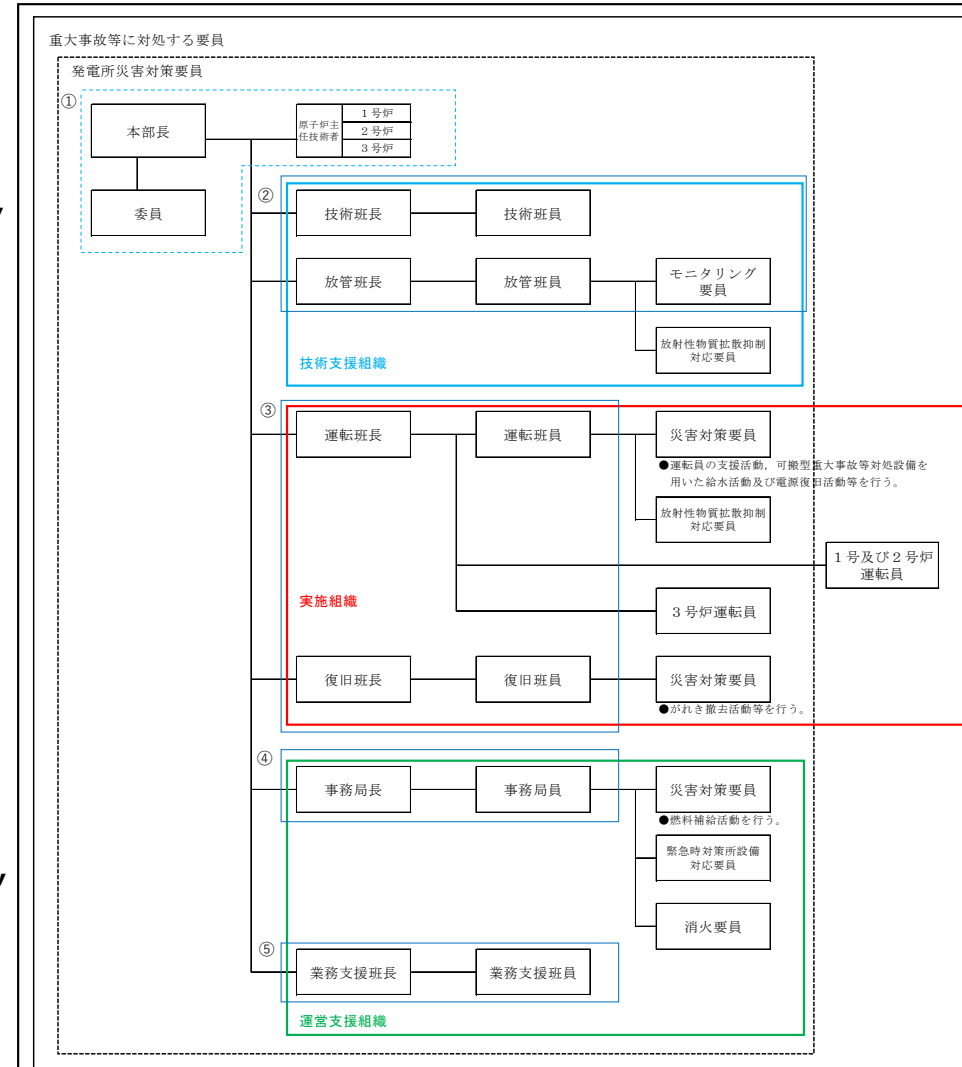 重大事故等に対処する要員
発電所災害対策要員
①
本部長
原子炉主
任技術者
１号炉
２号炉
３号炉
委員
②
技術班長
技術班員
放管班長
放管班員
モニタリング
要員
放射性物質拡散抑制
対応要員
技術支援組織
③
運転班長
運転班員
災害対策要員
●運転員の支援活動，可搬型重大事故等対処設備を
用いた給水活動及び電源復旧活動等を行う。
放射性物質拡散抑制
対応要員
１号及び２号炉
運転員
実施組織
３号炉運転員
復旧班長
復旧班員
災害対策要員
●がれき撤去活動等を行う。
④
事務局長
事務局員
災害対策要員
●燃料補給活動を行う。
緊急時対策所設備
対応要員
消火要員
⑤
業務支援班長
業務支援班員
運営支援組織